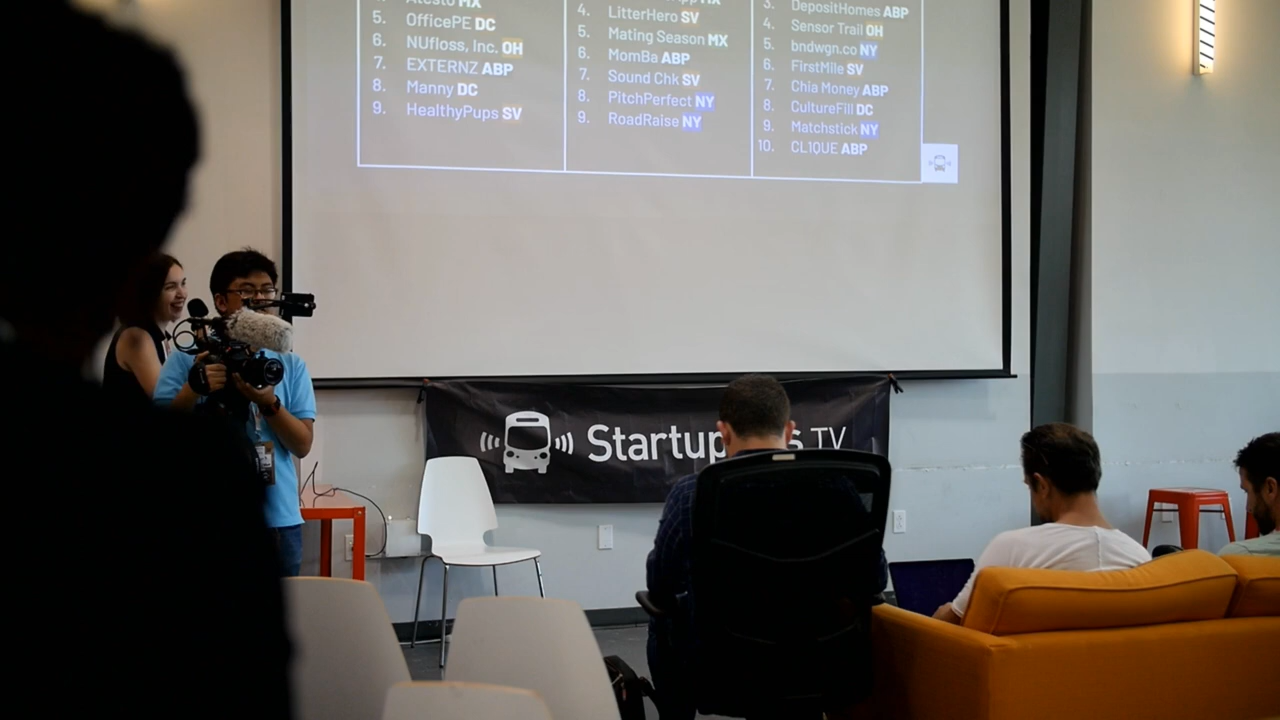 Atesto MX
5. OfficePE DC
6. NUfloss, Inc. OH
7. EXTERNZ ABP
8. Manny DC
9. HealthyPups SV
MX
4. LitterHero SV
5. Mating Season MX
6. MomBa ABP
7. Sound Chk SV
8. PitchPerfect NY
9. RoadRaise NY
3. DepositHomes ABP
4. Sensor Trail OH
5. bndwgn.co NY
6. FirstMile SV
7. Chia Money ABP
8. CultureFill DC
9. Matchstick NY
10. CL1QUE ABP
Startup s TV